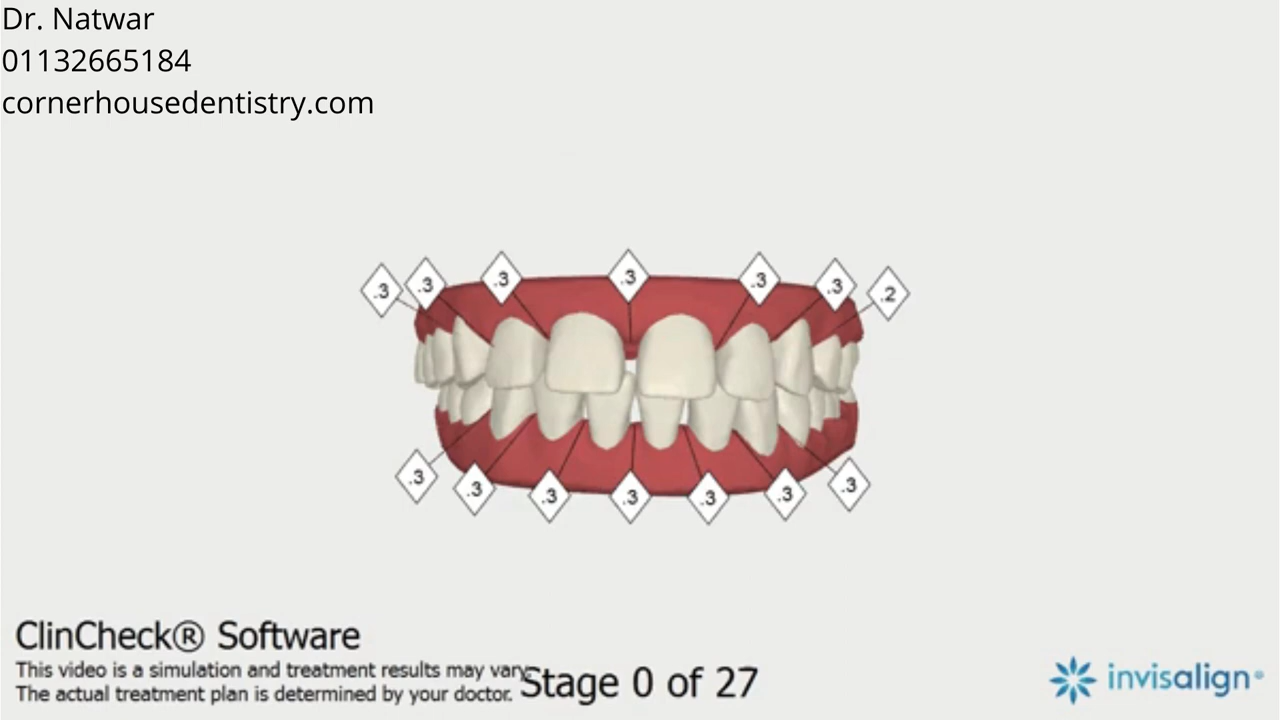 Dr. Natwar
01132665184
cornerhousedentistry.com
.3 .3 .3 .3 .3 .3 .2
.3 .3 .3 .3 .3 .3 .3
ClinCheck® Software
This video is a simulation and treatment results may vary.
The actual treatment plan is determined by your doctor.
Stage 0 of 27
invisalign®